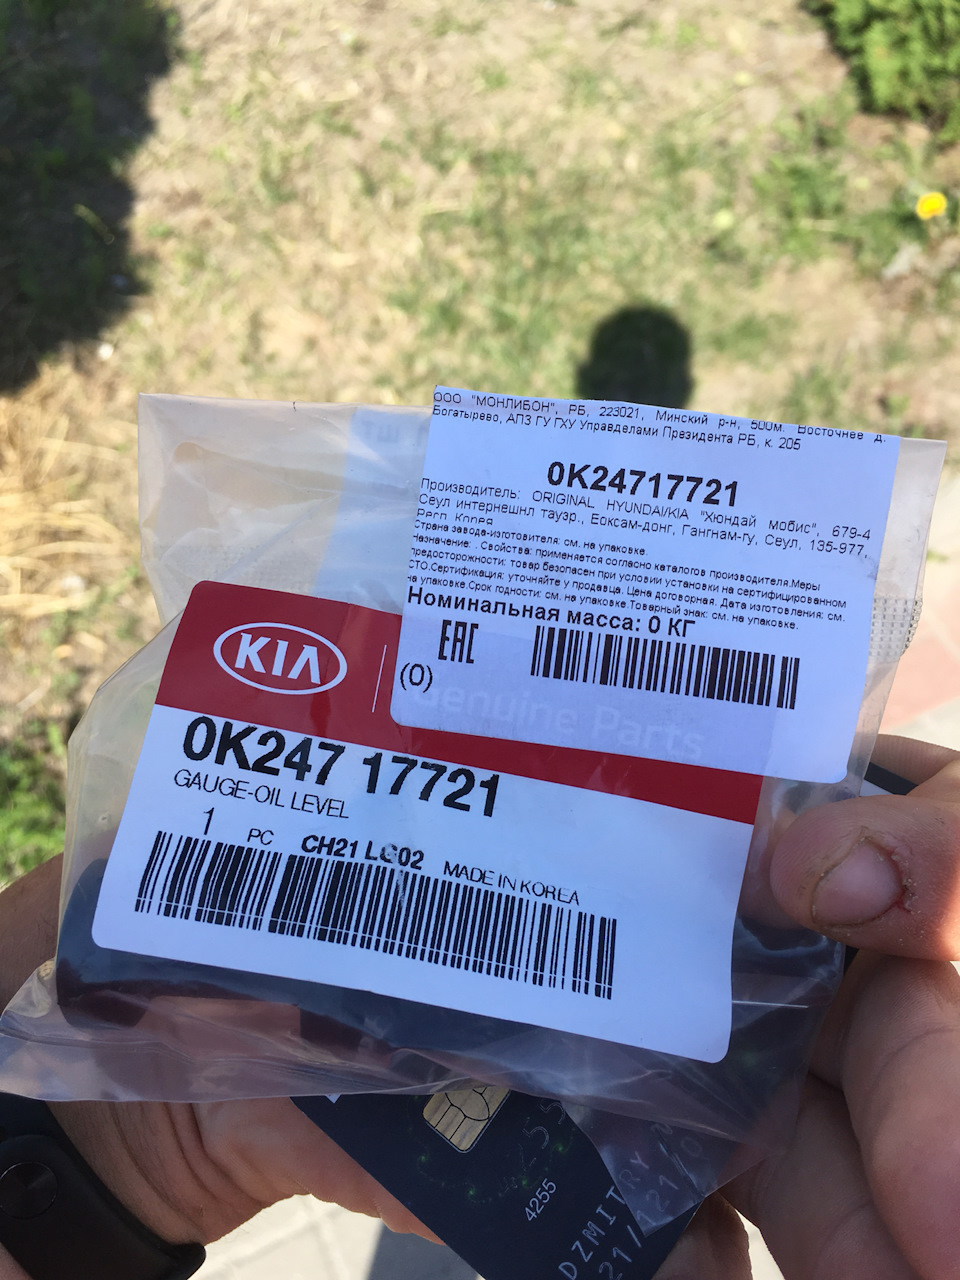 ООО "МОНЛИБОН", РБ, 223021, Минский р-н, 500м. Восточнее д.
Богатырево, АПЗ ГУ ГХУ Управделами Президента РБ, к. 205
0K24717721
Производитель: ORIGINAL HYUNDAI/KIA "Хюндай мобис", 679-4
Сеул интернешнл тауэр., Еоксам-донг, Гангнам-гу, Сеул, 135-977,
Респ. Корея
Страна завода-изготовителя: см. на упаковке.
Назначение: . Свойства: применяется согласно каталогов производителя.Меры
предосторожности: товар безопасен при условии установки на сертифицированном
СТО.Сертификация: уточняйте у продавца. Цена договорная. Дата изготовления: см.
на упаковке.Срок годности: см. на упаковке.Товарный знак: см. на упаковке.
Номинальная масса: 0 КГ
EAC
(0)
KIA
Genuine Parts
0K247 17721
GAUGE-OIL LEVEL
1 PC CH21 LG02 MADE IN KOREA
4255
DZMITRY